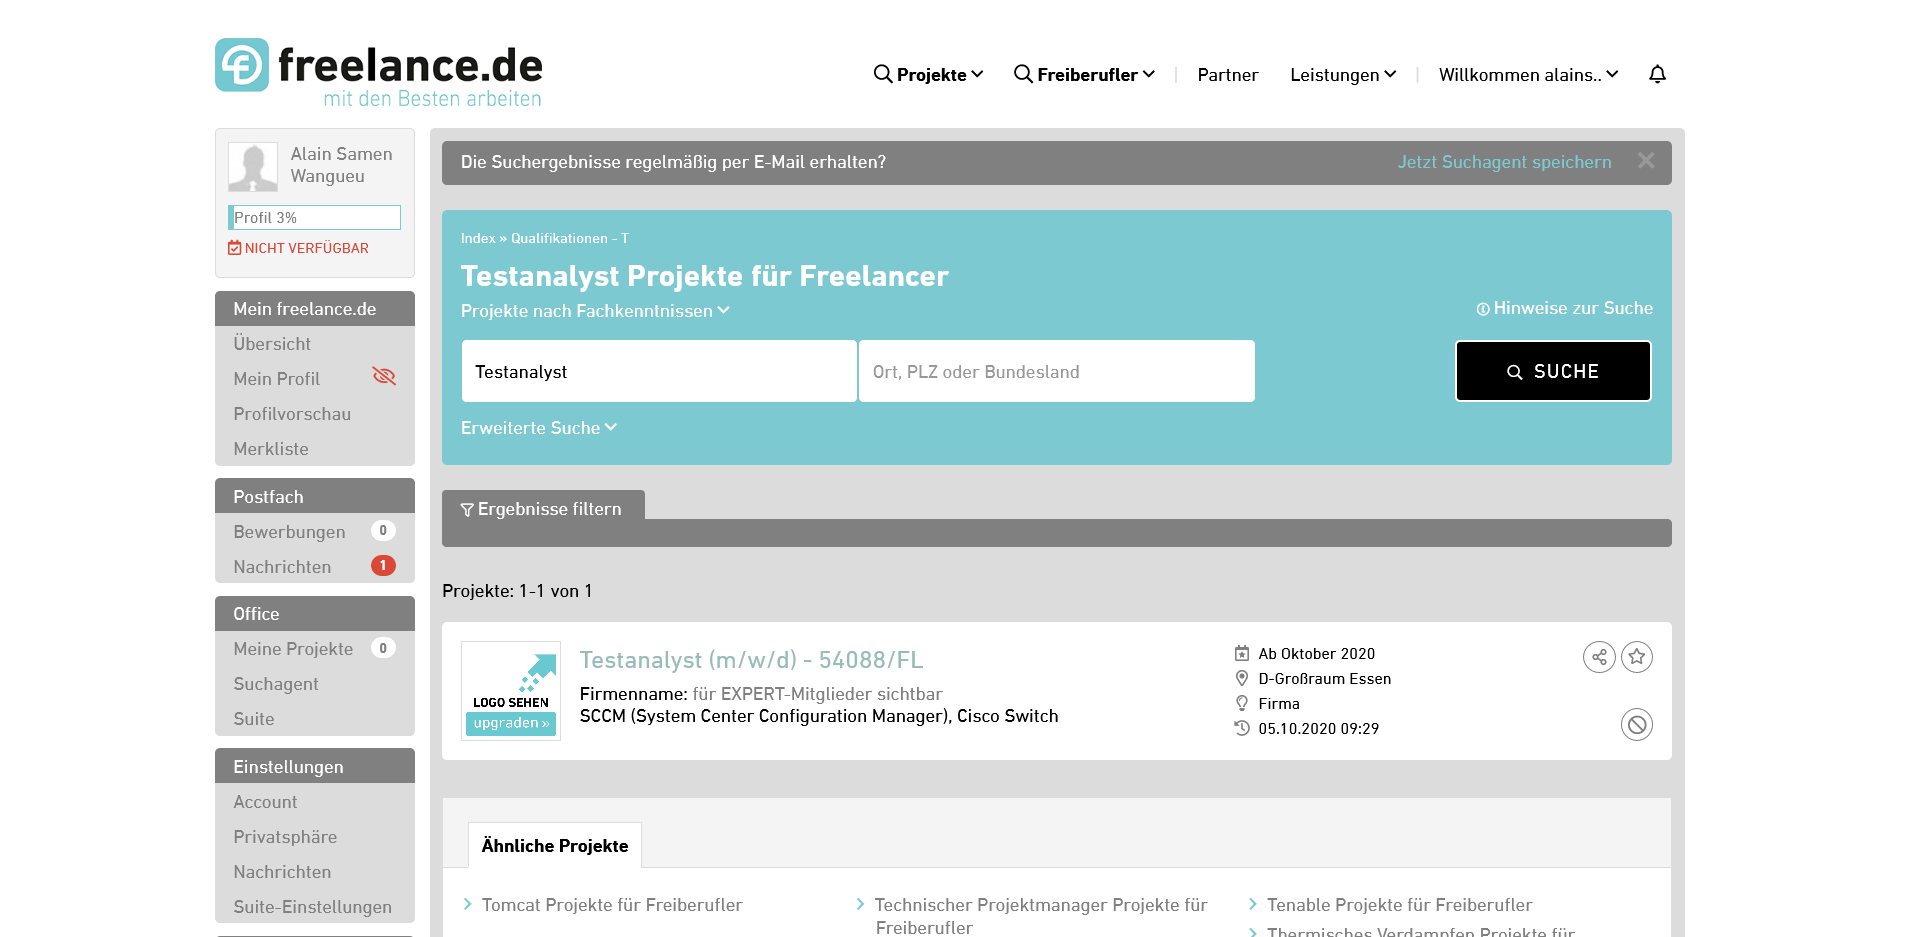 freelance.de
mit den Besten arbeiten
Projekte
Freiberufler
Partner
Leistungen
Willkommen alains..
Alain Samen
Wangueu
Profil 3%
NICHT VERFÜGBAR
Mein freelance.de
Übersicht
Mein Profil
Profilvorschau
Merkliste
Postfach
Bewerbungen 0
Nachrichten 1
Office
Meine Projekte 0
Suchagent
Suite
Einstellungen
Account
Privatsphäre
Nachrichten
Suite-Einstellungen
Die Suchergebnisse regelmäßig per E-Mail erhalten?
Jetzt Suchagent speichern
Index » Qualifikationen - T
Testanalyst Projekte für Freelancer
Projekte nach Fachkenntnissen
Hinweise zur Suche
Testanalyst
Ort, PLZ oder Bundesland
SUCHE
Erweiterte Suche
Ergebnisse filtern
Projekte: 1-1 von 1
LOGO SEHEN
upgraden »
Testanalyst (m/w/d) - 54088/FL
Firmenname: für EXPERT-Mitglieder sichtbar
SCCM (System Center Configuration Manager), Cisco Switch
Ab Oktober 2020
D-Großraum Essen
Firma
05.10.2020 09:29
Ähnliche Projekte
Tomcat Projekte für Freiberufler
Technischer Projektmanager Projekte für
Freiberufler
Tenable Projekte für Freiberufler
Thermisches Verdampfen Projekte für